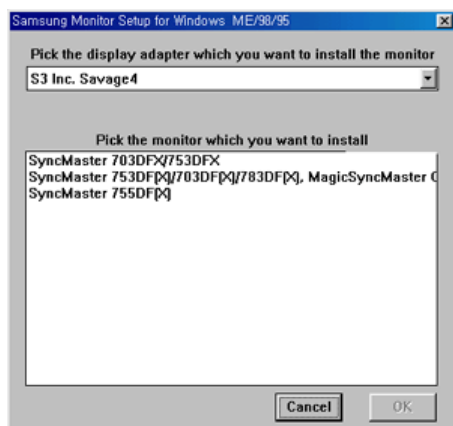 Samsung Monitor Setup for Windows ME/98/95
Pick the display adapter which you want to install the monitor
S3 Inc. Savage4
Pick the monitor which you want to install
SyncMaster 703DFX/753DFX
SyncMaster 753DF[X]/703DF[X]/783DF[X], MagicSyncMaster
SyncMaster 755DF[X]
Cancel OK